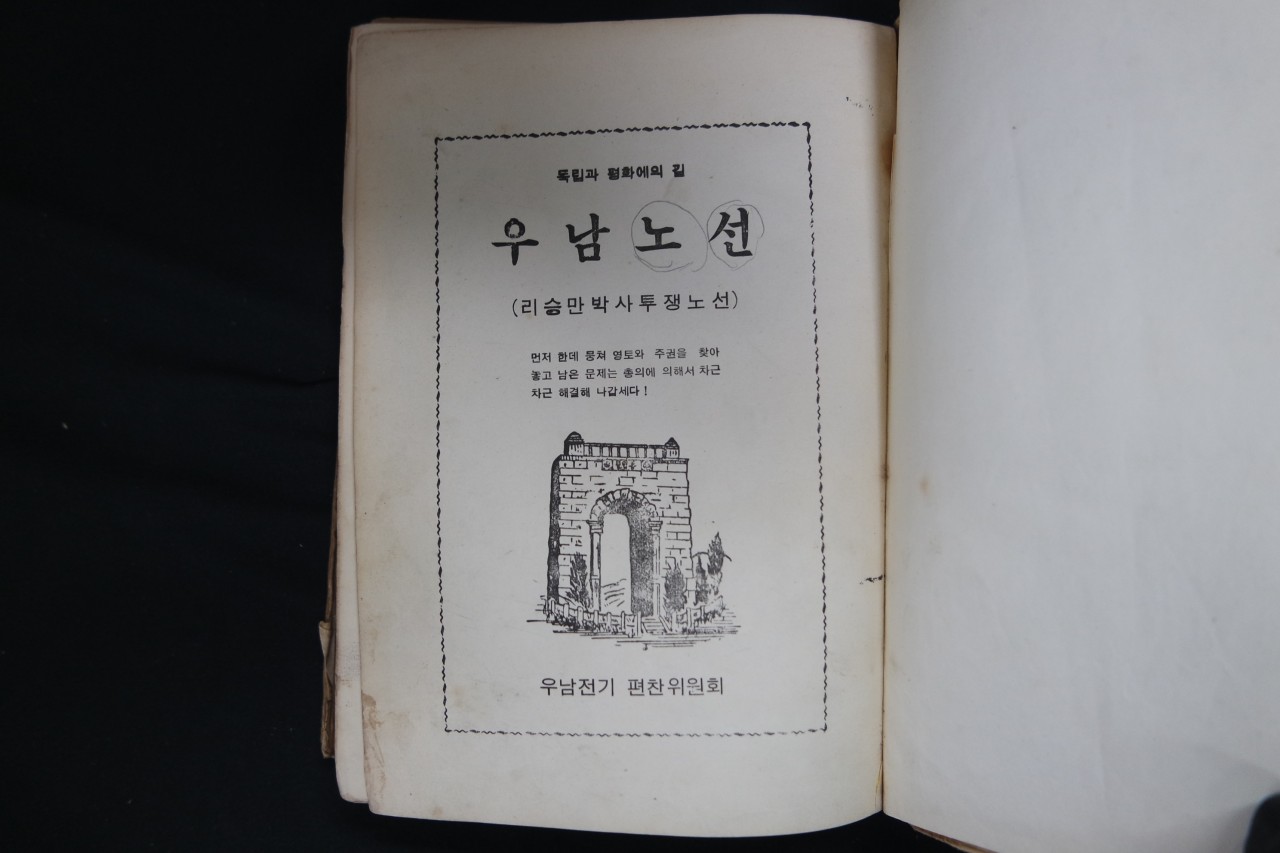 독립과 평화에의 길
우남노선
(리승만박사투쟁노선)
먼저 한데 뭉쳐 영토와 주권을 찾아
놓고 남은 문제는 총의에 의해서 차근
차근 해결해 나갑세다!
우남전기 편찬위원회